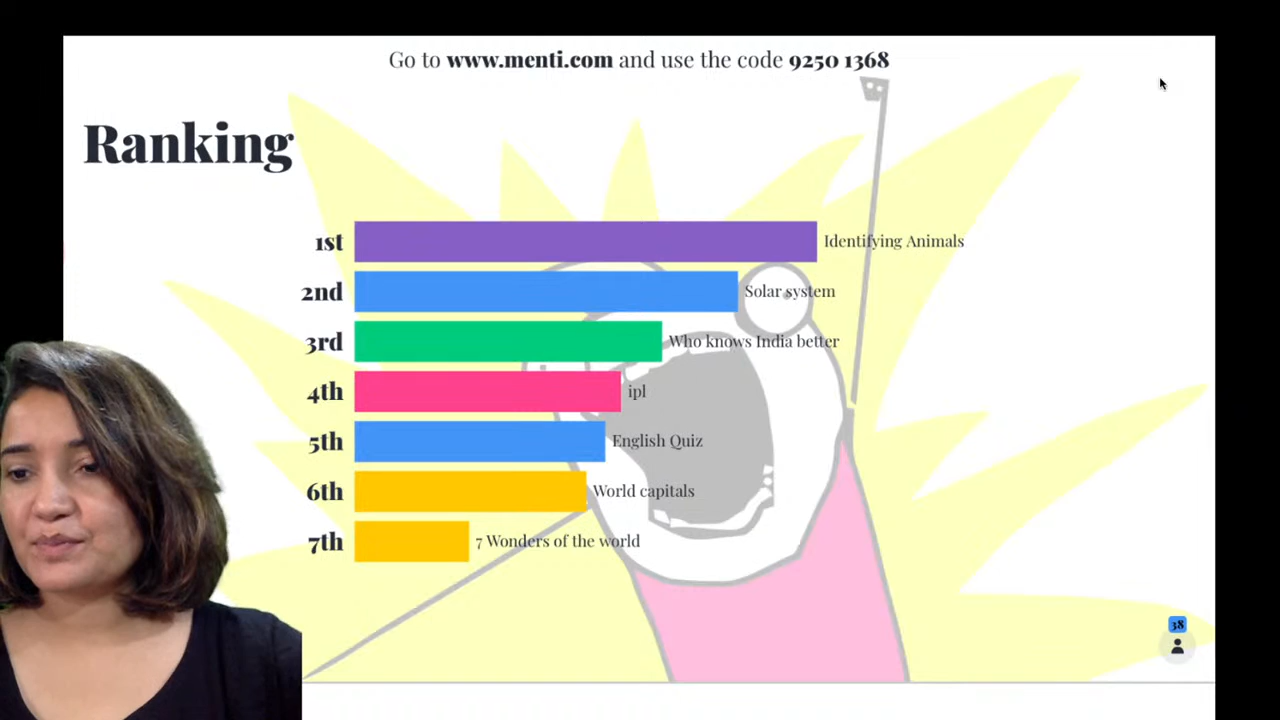 Go to www.menti.com and use the code 9250 1368
Ranking
1st Identifying Animals
2nd Solar system
3rd Who knows India better
4th ipl
5th English Quiz
6th World capitals
7th 7 Wonders of the world
38